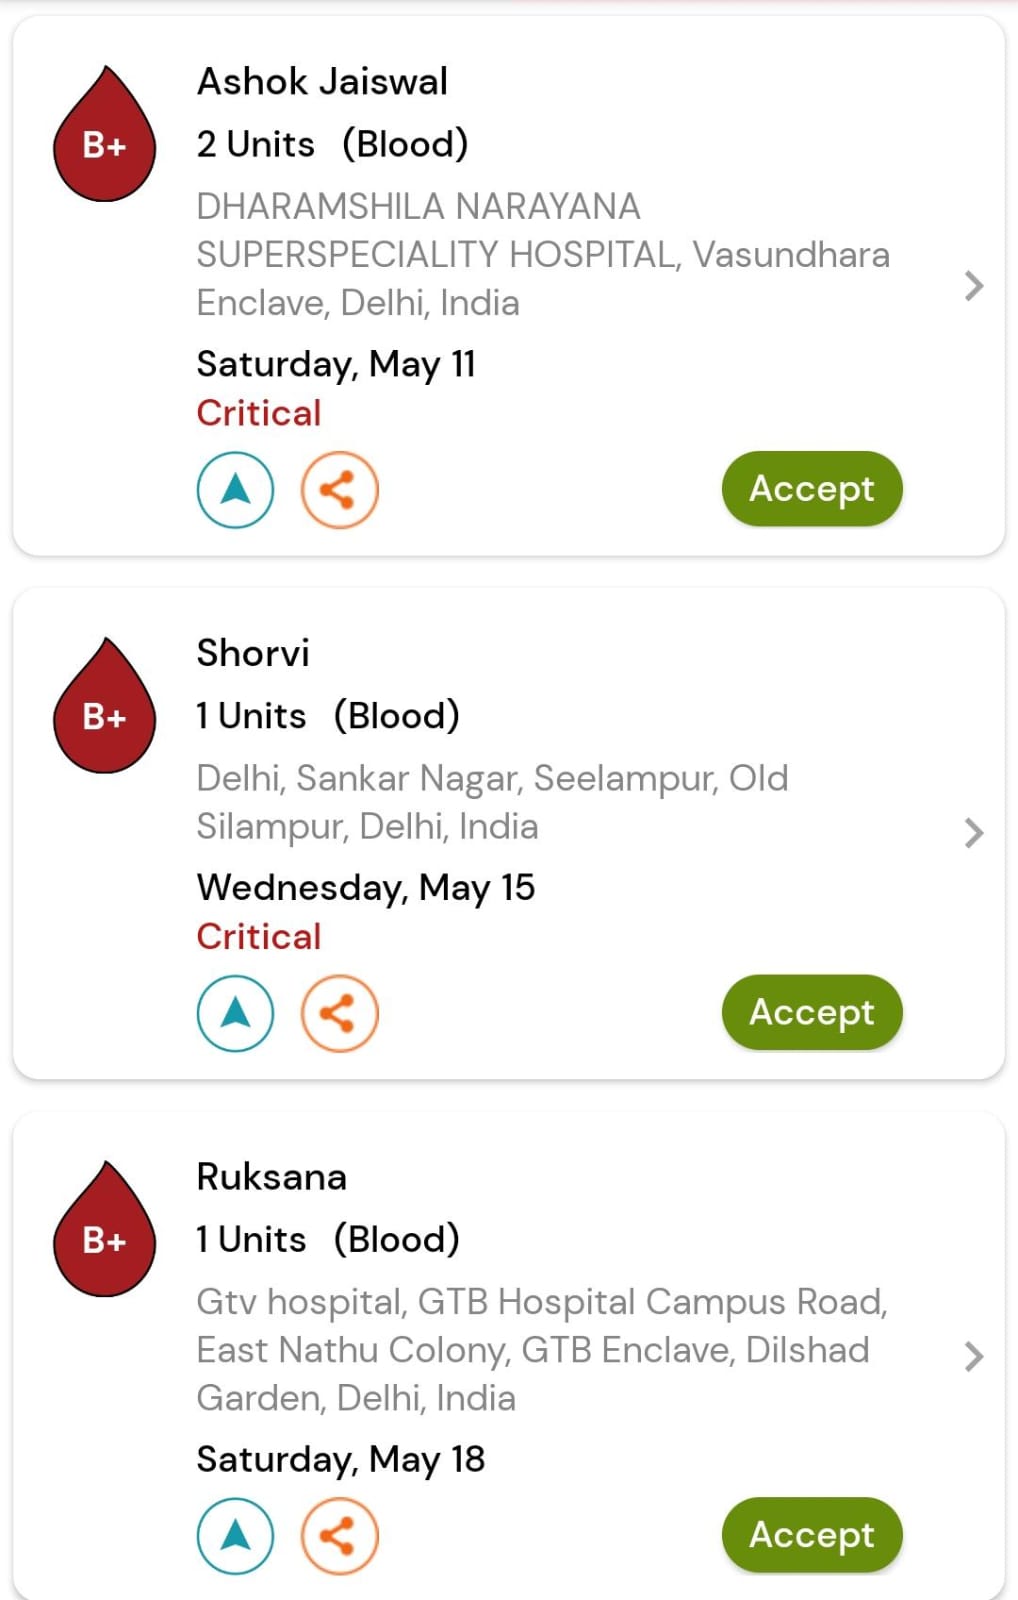 Ashok Jaiswal
B+
2 Units (Blood)
DHARAMSHILA NARAYANA
SUPERSPECIALITY HOSPITAL, Vasundhara
Enclave, Delhi, India
Saturday, May 11
Critical
Accept
Shorvi
B+
1 Units (Blood)
Delhi, Sankar Nagar, Seelampur, Old
Silampur, Delhi, India
Wednesday, May 15
Critical
Accept
Ruksana
B+
1 Units (Blood)
Gtv hospital, GTB Hospital Campus Road,
East Nathu Colony, GTB Enclave, Dilshad
Garden, Delhi, India
Saturday, May 18
Accept